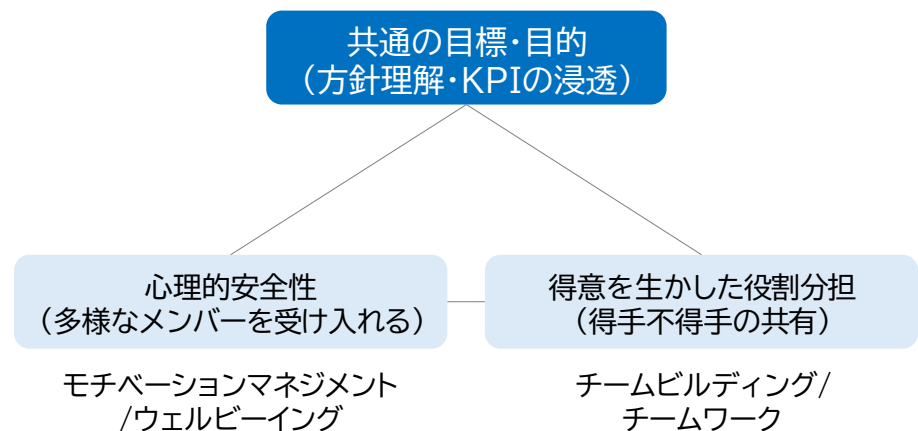 共通の目標・目的
（方針理解・KPIの浸透）
心理的安全性
（多様なメンバーを受け入れる）
得意を生かした役割分担
（得手不得手の共有）
モチベーションマネジメント
/ウェルビーイング
チームビルディング/
チームワーク